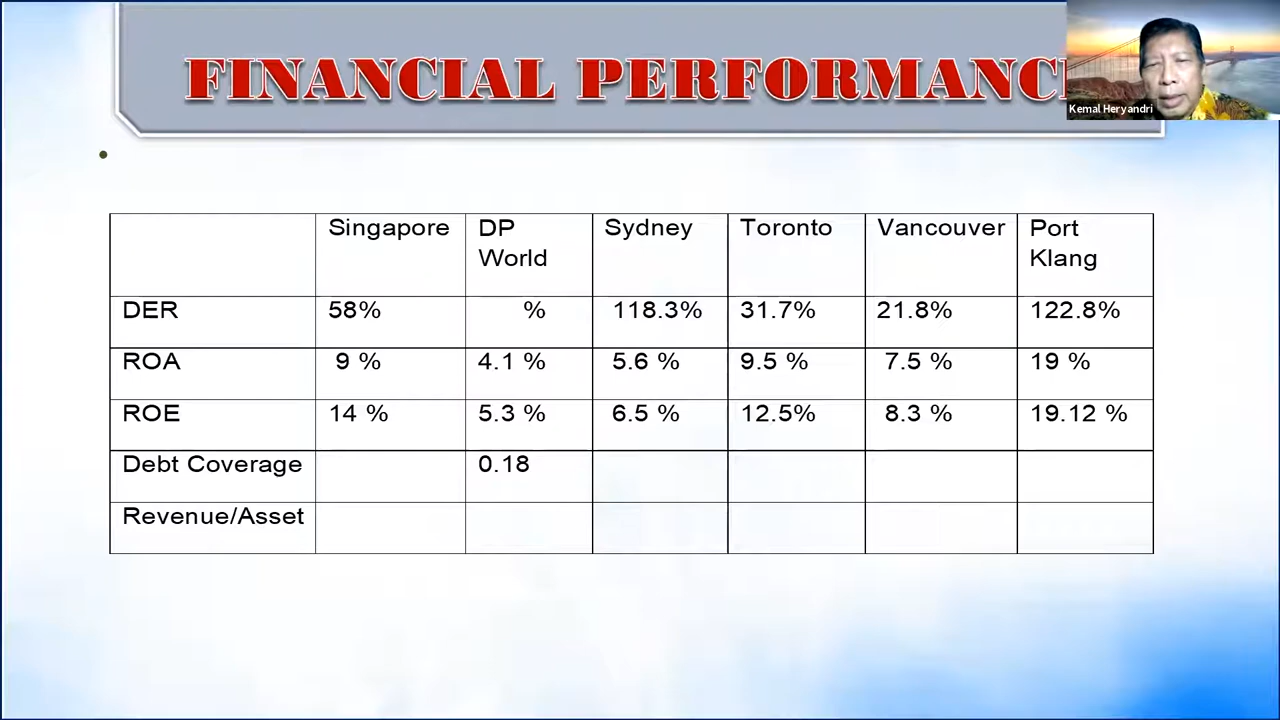 FINANCIAL PERFORMANC
Kemal Heryandri
Singapore DP World Sydney Toronto Vancouver Port Klang
DER 58% % 118.3% 31.7% 21.8% 122.8%
ROA 9 % 4.1 % 5.6 % 9.5 % 7.5 % 19 %
ROE 14 % 5.3 % 6.5 % 12.5% 8.3 % 19.12 %
Debt Coverage 0.18
Revenue/Asset